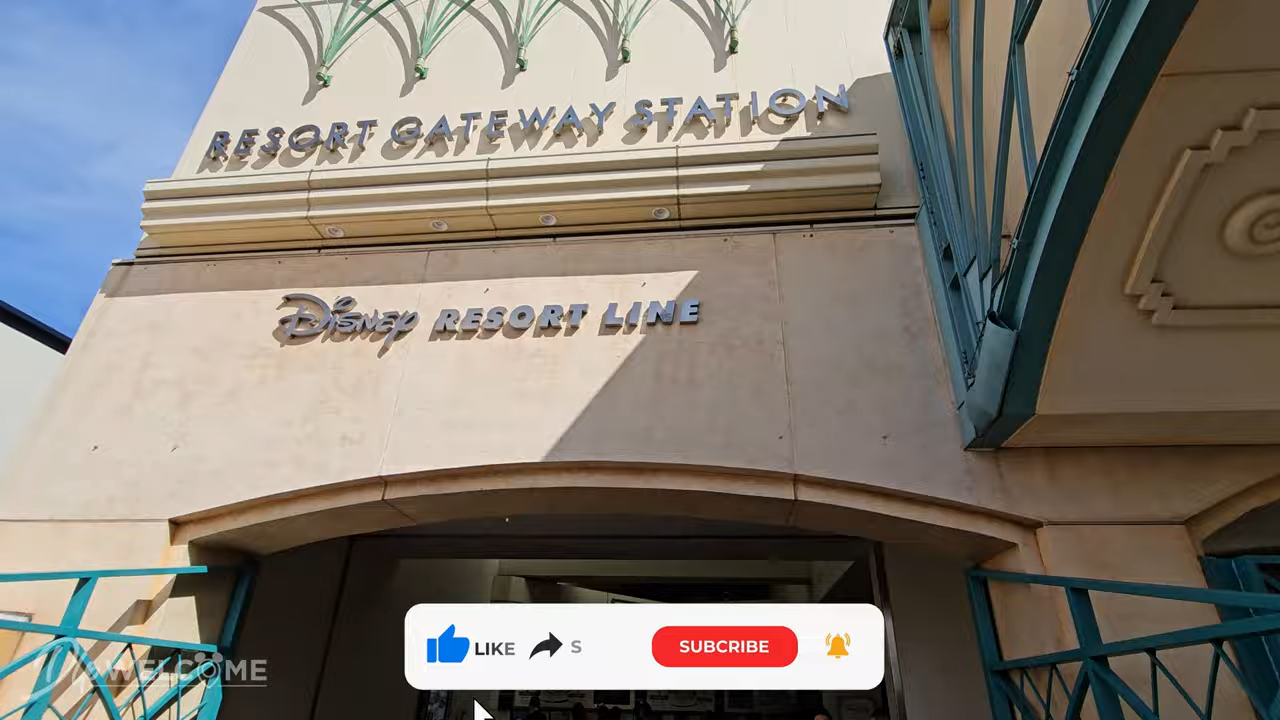 RESORT GATEWAY STATION
Disney RESORT LINE
LIKE S SUBSCRIBE
WELCOME